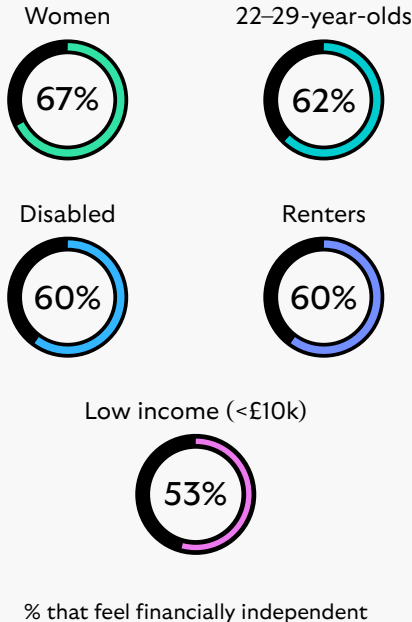 Women
22–29-year-olds
67%
62%
Disabled
Renters
60%
60%
Low income (<£10k)
53%
% that feel financially independent